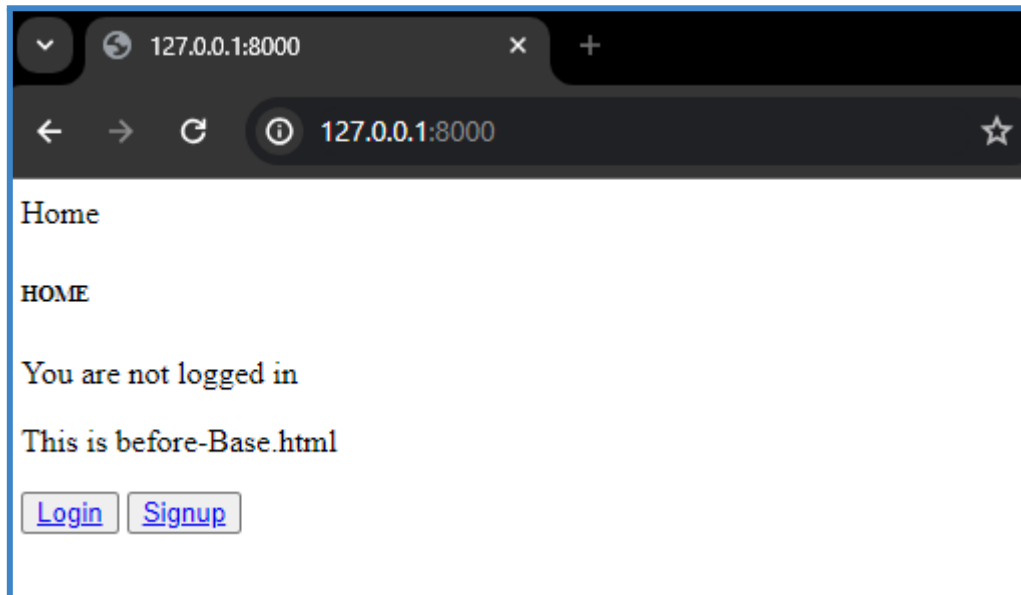 127.0.0.1:8000
127.0.0.1:8000
Home
HOME
You are not logged in
This is before-Base.html
Login Signup